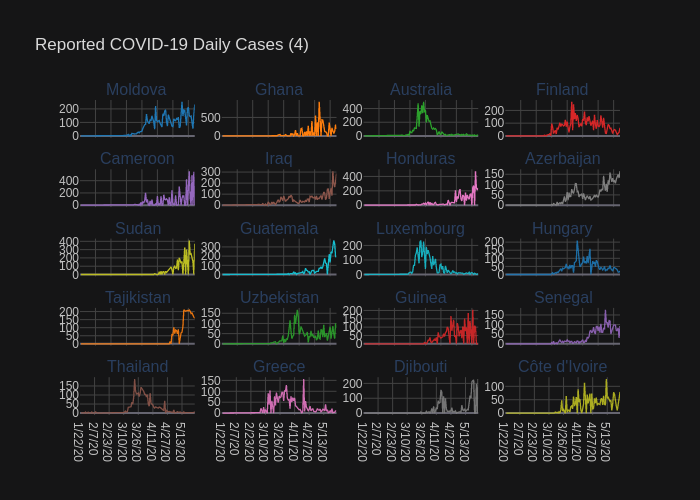 Reported COVID-19 Daily Cases (4)
Moldova Ghana Australia Finland
200 100 0
500 0
400 200 0
200 100 0
Cameroon Iraq Honduras Azerbaijan
400 200 0
300 200 100 0
400 200 0
150 100 50 0
Sudan Guatemala Luxembourg Hungary
400 300 200 100 0
300 200 100 0
200 100 0
200 150 100 50 0
Tajikistan Uzbekistan Guinea Senegal
200 150 100 50 0
150 100 50 0
200 150 100 50 0
150 100 50 0
Thailand Greece Djibouti Côte d'Ivoire
150 100 50 0
150 100 50 0
200 100 0
100 50 0
1/22/20 2/7/20 2/23/20 3/10/20 3/26/20 4/11/20 4/27/20 5/13/20
1/22/20 2/7/20 2/23/20 3/10/20 3/26/20 4/11/20 4/27/20 5/13/20
1/22/20 2/7/20 2/23/20 3/10/20 3/26/20 4/11/20 4/27/20 5/13/20
1/22/20 2/7/20 2/23/20 3/10/20 3/26/20 4/11/20 4/27/20 5/13/20